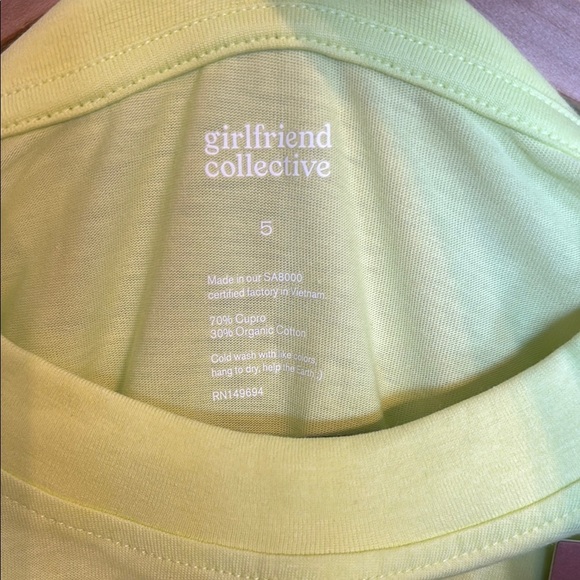 girlfriend
collective
5
Made in our SA8000
certified factory in Vietnam.
70% Cupro
30% Organic Cotton
Cold wash with like colors,
hang to dry, help the Earth(:)
RN149694